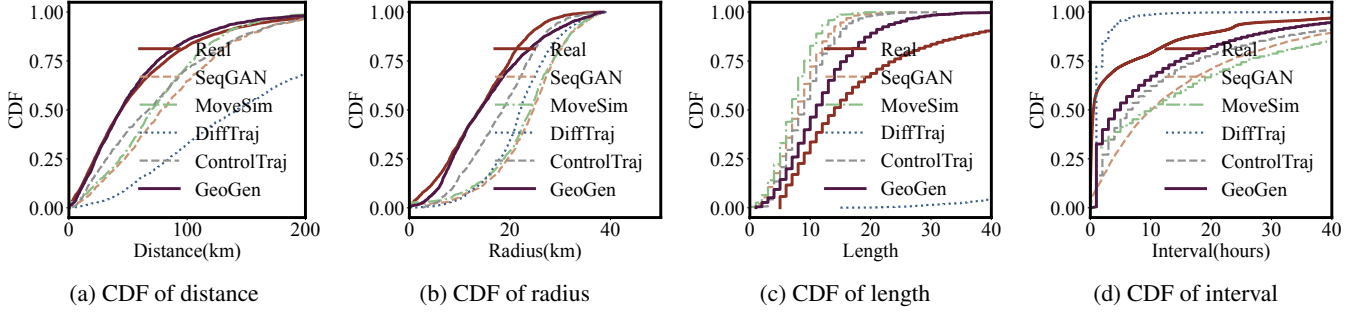 CDF
1.00
0.75
0.50
0.25
0.00
0
100
200
Distance(km)
Real
SeqGAN
MoveSim
DiffTraj
ControlTraj
GeoGen
(a) CDF of distance
CDF
1.00
0.75
0.50
0.25
0.00
0
20
40
Radius(km)
Real
SeqGAN
MoveSim
DiffTraj
ControlTraj
GeoGen
(b) CDF of radius
CDF
1.00
0.75
0.50
0.25
0.00
0
10
20
30
40
Length
Real
SeqGAN
MoveSim
DiffTraj
ControlTraj
GeoGen
(c) CDF of length
CDF
1.00
0.75
0.50
0.25
0.00
0
10
20
30
40
Interval(hours)
Real
SeqGAN
MoveSim
DiffTraj
ControlTraj
GeoGen
(d) CDF of interval